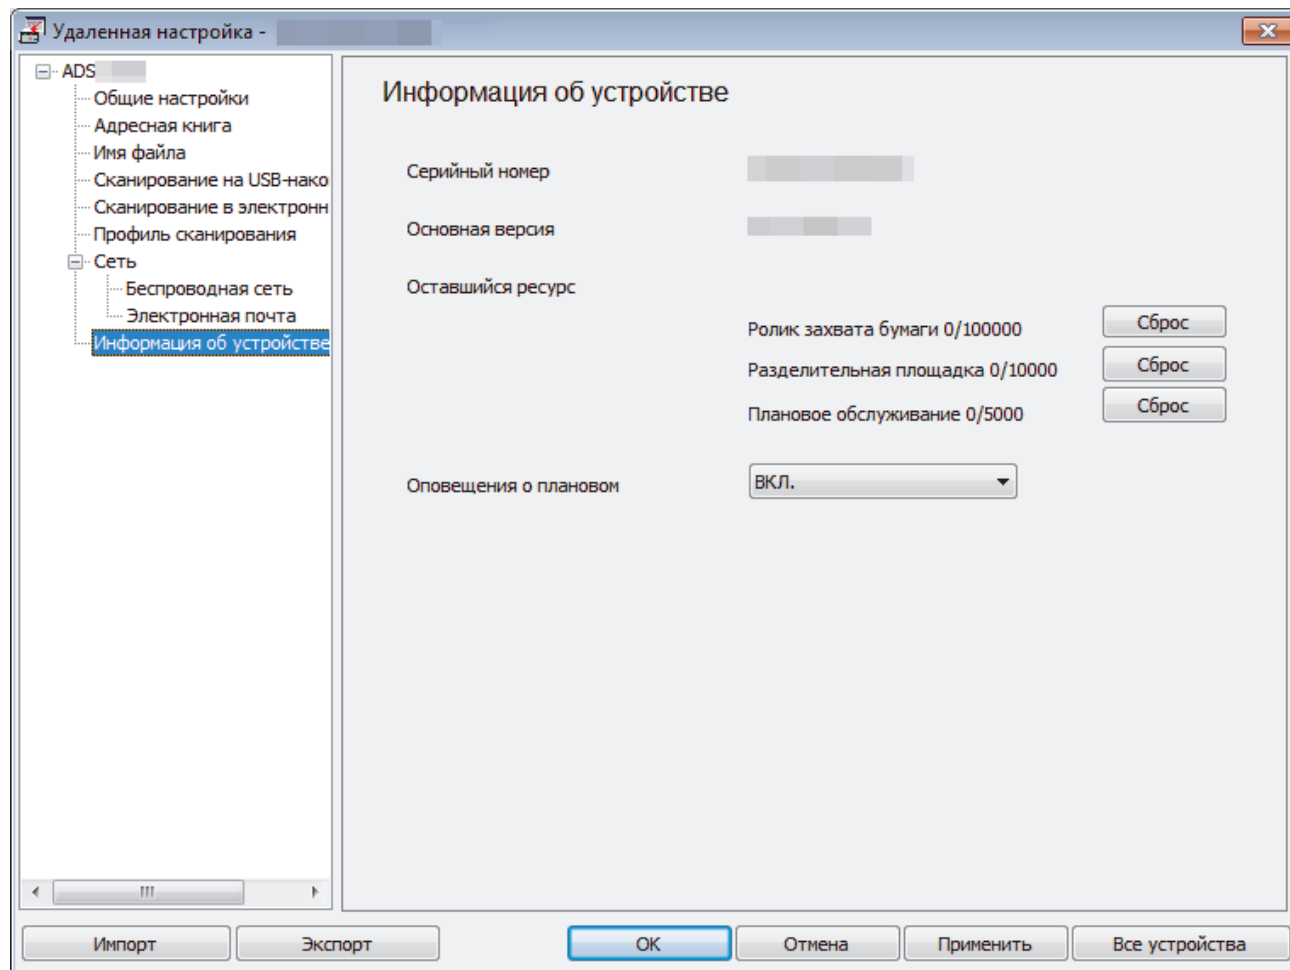 Удаленная настройка -
ADS
Общие настройки
Адресная книга
Имя файла
Сканирование на USB-нако
Сканирование в электронн
Профиль сканирования
Сеть
Беспроводная сеть
Электронная почта
Информация об устройстве
Информация об устройстве
Серийный номер
Основная версия
Оставшийся ресурс
Ролик захвата бумаги 0/100000
Сброс
Разделительная площадка 0/10000
Сброс
Плановое обслуживание 0/5000
Сброс
Оповещения о плановом
ВКЛ.
Импорт
Экспорт
OK
Отмена
Применить
Все устройства